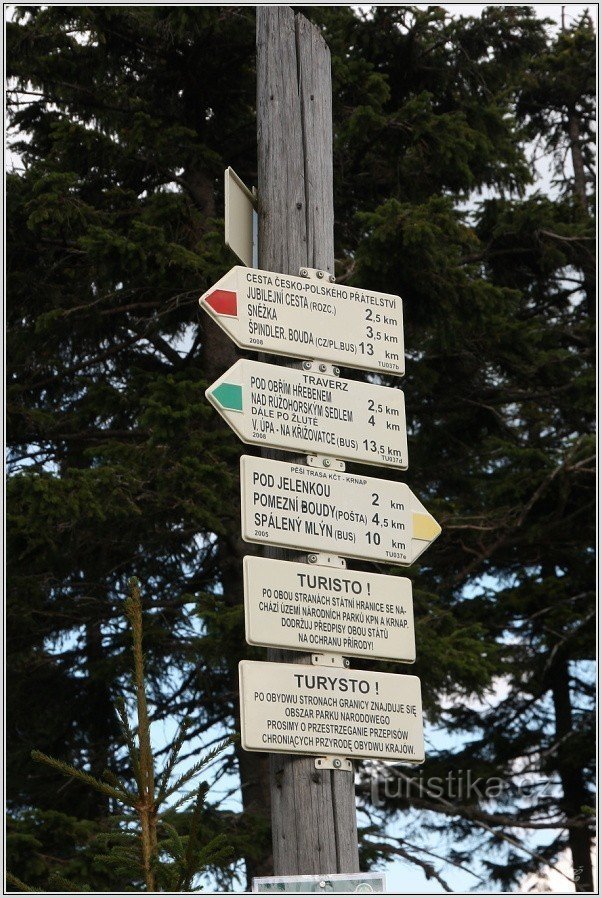 CESTA ČESKO-POLSKÉHO PŘÁTELSTVÍ
JUBILEJNÍ CESTA (ROZC.) 2,5 KM
SNĚŽKA 3,5 KM
ŠPINDLER. BOUDA (CZ/PL,BUS) 13 KM
2008 TU037b
TRAVERZ
POD OBŘÍM HŘEBENEM 2,5 KM
NAD RŮŽOHORSKÝM SEDLEM 4 KM
DÁLE PO ŽLUTÉ
V. ÚPA - NA KŘIŽOVATCE (BUS) 13,5 KM
2008 TU037d
PĚŠÍ TRASA KČT - KRNAP
POD JELENKOU 2 KM
POMEZNÍ BOUDY (POŠTA) 4,5 KM
SPÁLENÝ MLÝN (BUS) 10 KM
2005 TU037e
TURISTO !
PO OBOU STRANÁCH STÁTNÍ HRANICE SE NA-
CHÁZÍ ÚZEMÍ NÁRODNÍCH PARKŮ KPN A KRNAP.
DODRŽUJ PŘEDPISY OBOU STÁTŮ
NA OCHRANU PŘÍRODY!
TURYSTO !
PO OBYDWU STRONACH GRANICY ZNAJDUJE SIĘ
OBSZAR PARKU NARODOWEGO
PROSIMY O PRZESTRZEGANIE PRZEPISÓW
CHRONIĄCYCH PRZYRODĘ OBYDWU KRAJÓW.
Turistika.cz